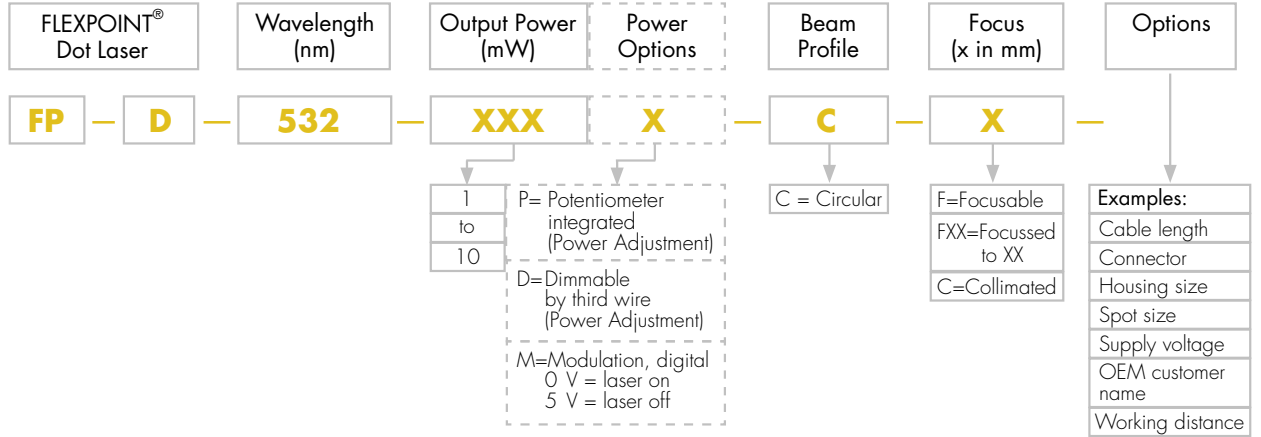 FLEXPOINT®
Dot Laser
Wavelength
(nm)
Output Power
(mW)
Power
Options
Beam
Profile
Focus
(x in mm)
Options
FP — D — 532 — XXX X — C — X —
1
to
10
P= Potentiometer
integrated
(Power Adjustment)
D=Dimmable
by third wire
(Power Adjustment)
M=Modulation, digital
0 V = laser on
5 V = laser off
C = Circular
F=Focusable
FXX=Focussed
to XX
C=Collimated
Examples:
Cable length
Connector
Housing size
Spot size
Supply voltage
OEM customer
name
Working distance